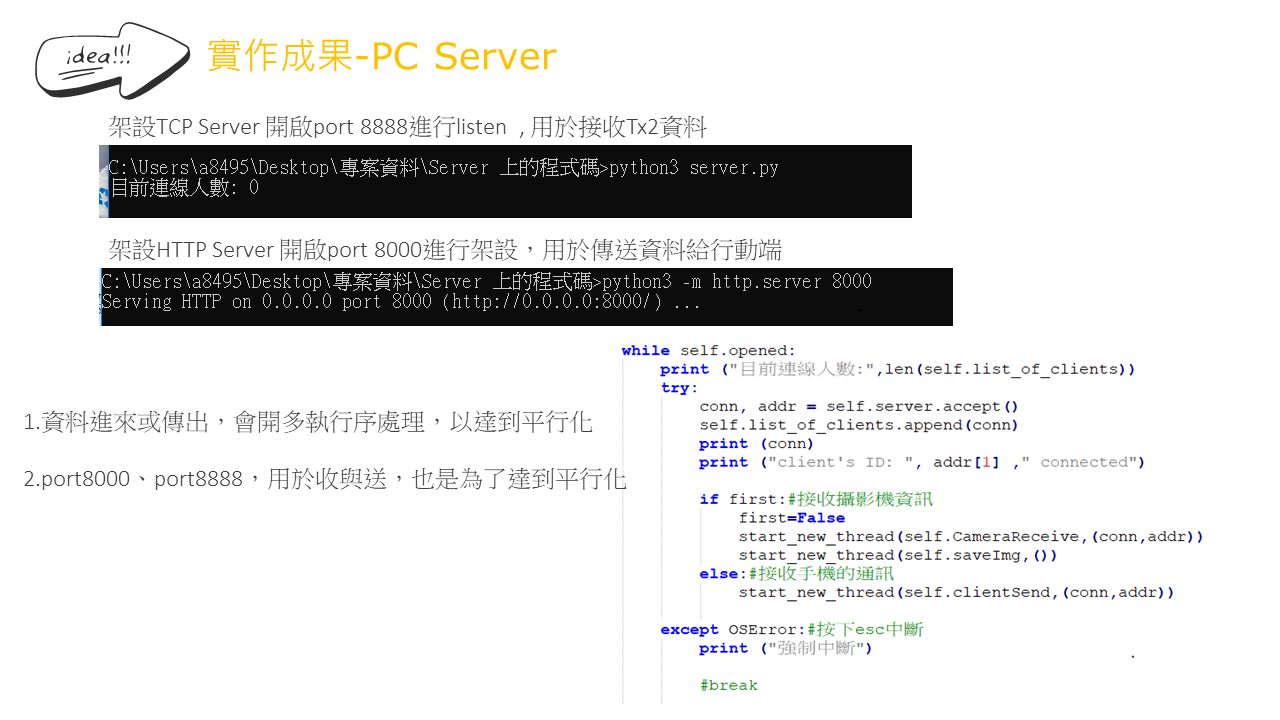 idea!!!
實作成果-PC Server
架設TCP Server 開啟port 8888進行listen , 用於接收Tx2資料
C:\Users\a8495\Desktop\專案資料\Server 上的程式碼>python3 server.py
目前連線人數: 0
架設HTTP Server 開啟port 8000進行架設，用於傳送資料給行動端
C:\Users\a8495\Desktop\專案資料\Server 上的程式碼>python3 -m http.server 8000
Serving HTTP on 0.0.0.0 port 8000 (http://0.0.0.0:8000/) ...
1.資料進來或傳出，會開多執行序處理，以達到平行化
2.port8000、port8888，用於收與送，也是為了達到平行化
while self.opened:
print ("目前連線人數:",len(self.list_of_clients))
try:
conn, addr = self.server.accept()
self.list_of_clients.append(conn)
print (conn)
print ("client's ID: ", addr[1] ," connected")
if first:#接收攝影機資訊
first=False
start_new_thread(self.CameraReceive,(conn,addr))
start_new_thread(self.saveImg,())
else:#接收手機的通訊
start_new_thread(self.clientSend,(conn,addr))
except OSError:#按下esc中斷
print ("強制中斷")
#break